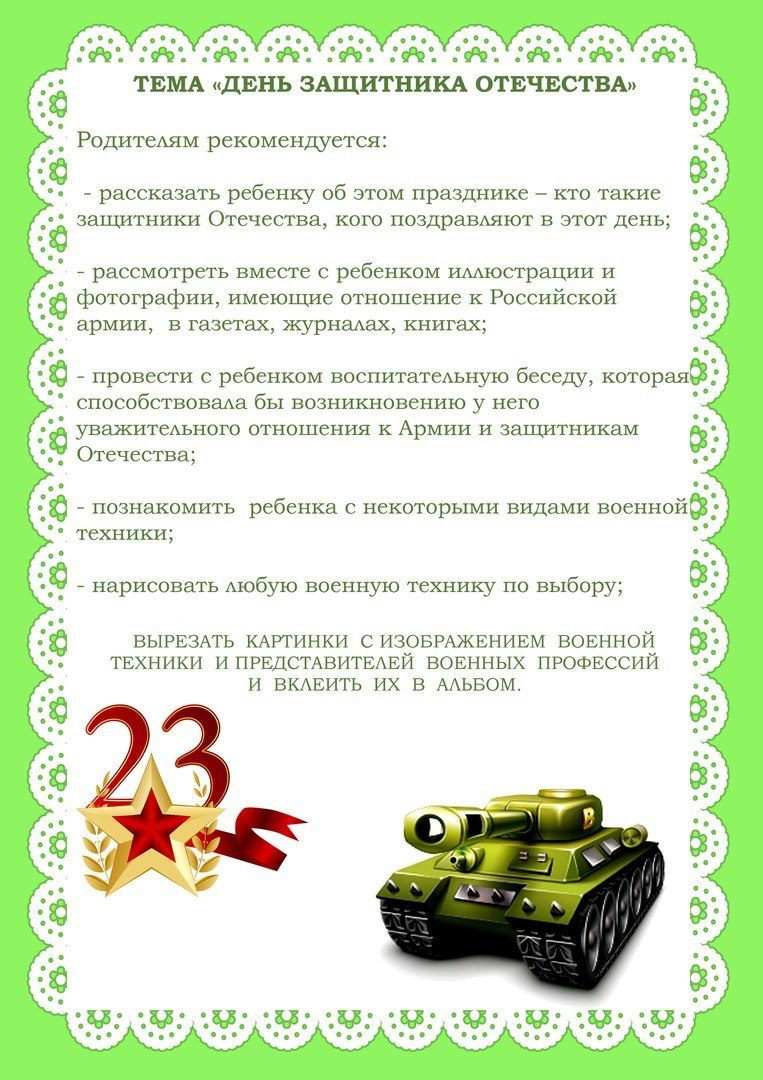 ТЕМА «ДЕНЬ ЗАЩИТНИКА ОТЕЧЕСТВА»
Родителям рекомендуется:
- рассказать ребенку об этом празднике – кто такие
защитники Отечества, кого поздравляют в этот день;
- рассмотреть вместе с ребенком иллюстрации и
фотографии, имеющие отношение к Российской
армии, в газетах, журналах, книгах;
- провести с ребенком воспитательную беседу, которая
способствовала бы возникновению у него
уважительного отношения к Армии и защитникам
Отечества;
- познакомить ребенка с некоторыми видами военной
техники;
- нарисовать любую военную технику по выбору;
ВЫРЕЗАТЬ КАРТИНКИ С ИЗОБРАЖЕНИЕМ ВОЕННОЙ
ТЕХНИКИ И ПРЕДСТАВИТЕЛЕЙ ВОЕННЫХ ПРОФЕССИЙ
И ВКЛЕИТЬ ИХ В АЛЬБОМ.
23
В